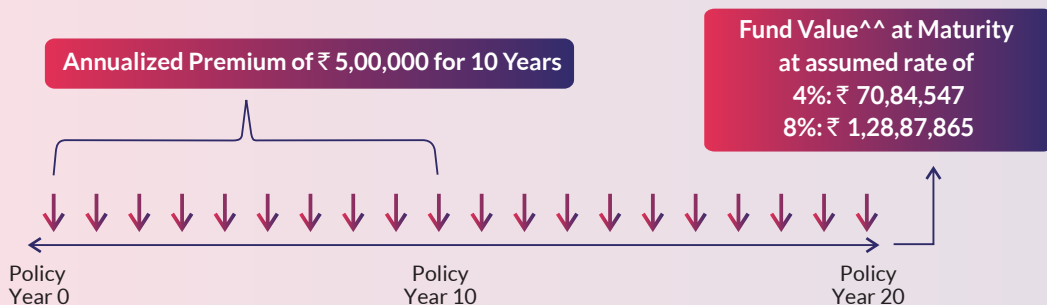 Annualized Premium of ₹ 5,00,000 for 10 Years
Fund Value^^ at Maturity
at assumed rate of
4%: ₹ 70,84,547
8%: ₹ 1,28,87,865
Policy
Year 0
Policy
Year 10
Policy
Year 20